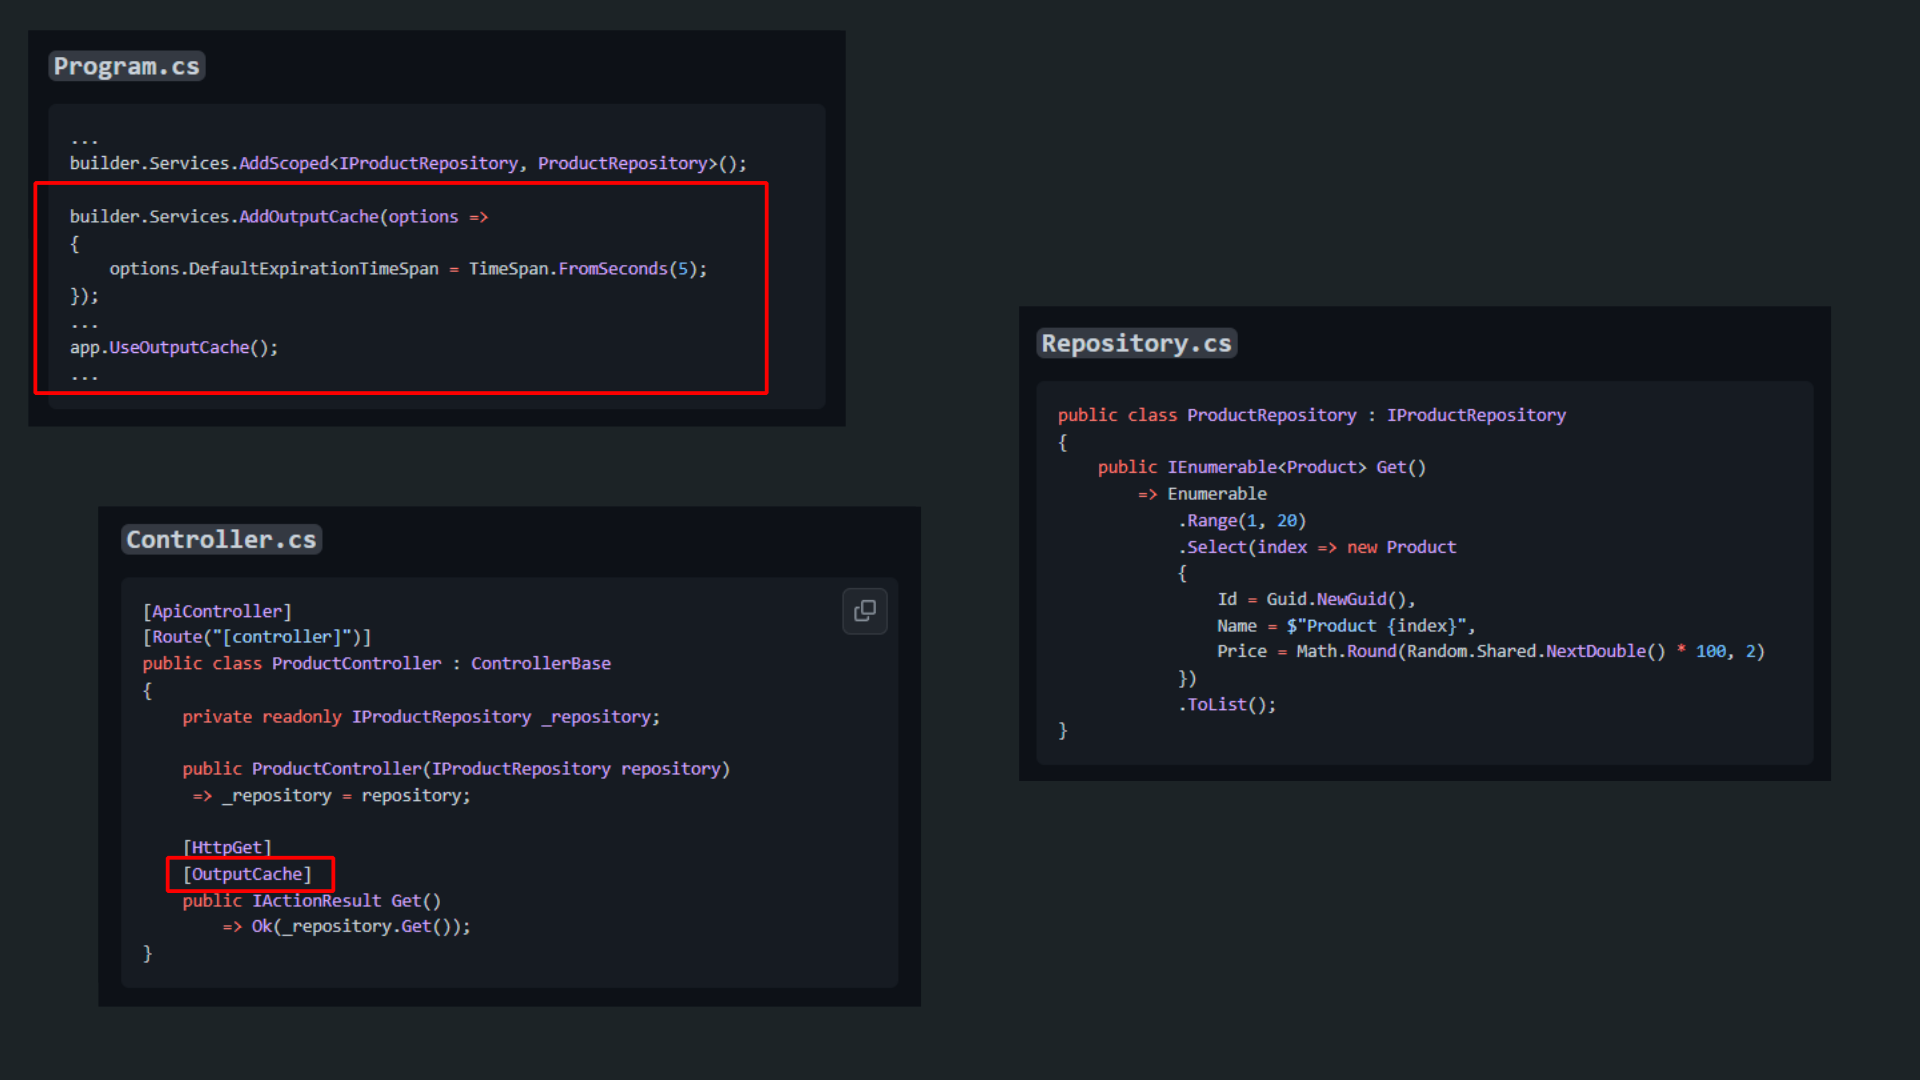 Program.cs
...
builder.Services.AddScoped<IProductRepository, ProductRepository>();
builder.Services.AddOutputCache(options =>
{
    options.DefaultExpirationTimeSpan = TimeSpan.FromSeconds(5);
});
...
app.UseOutputCache();
...
Controller.cs
[ApiController]
[Route("[controller]")]
public class ProductController : ControllerBase
{
    private readonly IProductRepository _repository;
    public ProductController(IProductRepository repository)
     => _repository = repository;
    [HttpGet]
    [OutputCache]
    public IActionResult Get()
        => Ok(_repository.Get());
}
Repository.cs
public class ProductRepository : IProductRepository
{
    public IEnumerable<Product> Get()
        => Enumerable
            .Range(1, 20)
            .Select(index => new Product
            {
                Id = Guid.NewGuid(),
                Name = $"Product {index}",
                Price = Math.Round(Random.Shared.NextDouble() * 100, 2)
            })
            .ToList();
}